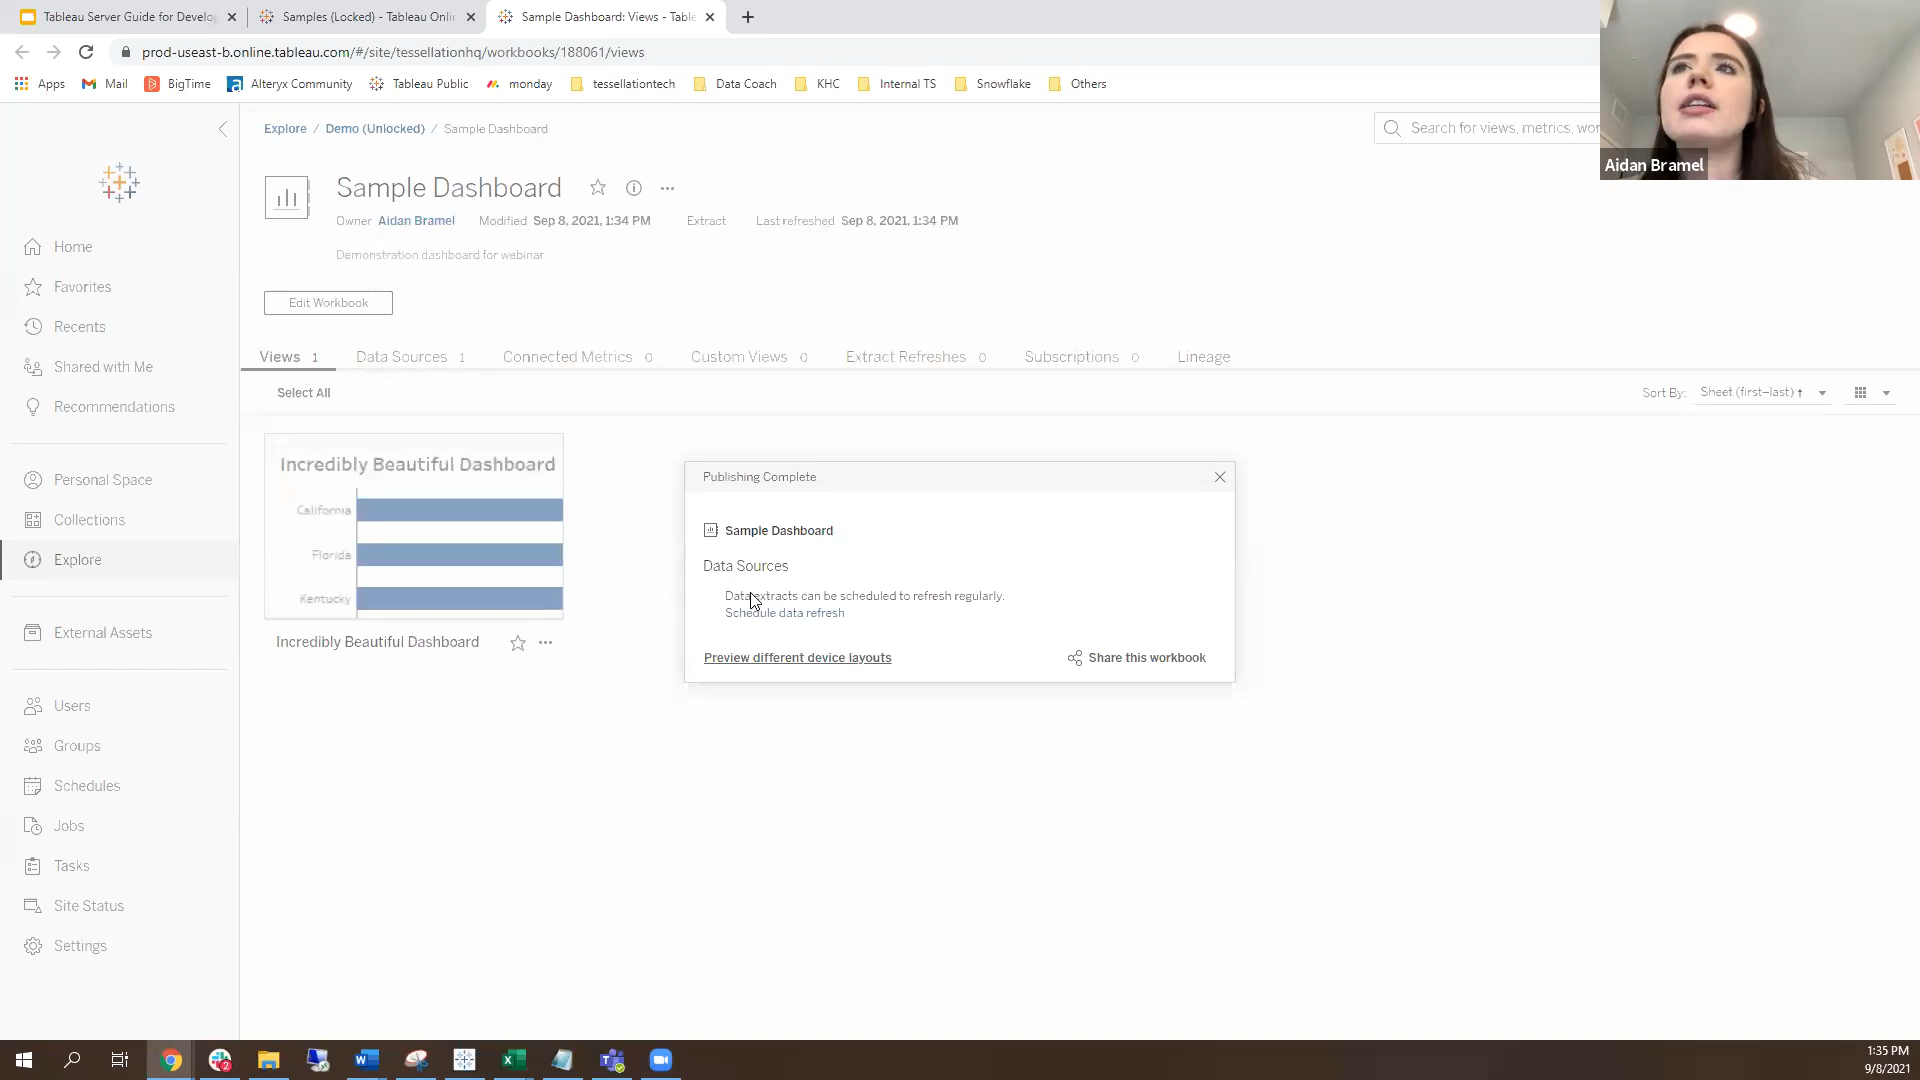 Tableau Server Guide for Develo
Samples (Locked) - Tableau Onli
Sample Dashboard: Views - Table
prod-useast-b.online.tableau.com/#/site/tessellationhq/workbooks/188061/views
Apps
Mail
BigTime
Alteryx Community
Tableau Public
monday
tessellationtech
Data Coach
KHC
Internal TS
Snowflake
Others
Aidan Bramel
Explore / Demo (Unlocked) / Sample Dashboard
Search for views, metrics, wor
Sample Dashboard
Owner Aidan Bramel Modified Sep 8, 2021, 1:34 PM Extract Last refreshed Sep 8, 2021, 1:34 PM
Demonstration dashboard for webinar
Edit Workbook
Home
Favorites
Recents
Shared with Me
Recommendations
Personal Space
Collections
Explore
External Assets
Users
Groups
Schedules
Jobs
Tasks
Site Status
Settings
Views 1 Data Sources 1 Connected Metrics 0 Custom Views 0 Extract Refreshes 0 Subscriptions 0 Lineage
Select All
Sort By: Sheet (first–last) ↑
Incredibly Beautiful Dashboard
California
Florida
Kentucky
Incredibly Beautiful Dashboard
Publishing Complete
Sample Dashboard
Data Sources
Data extracts can be scheduled to refresh regularly.
Schedule data refresh
Preview different device layouts
Share this workbook
2
1:35 PM
9/8/2021